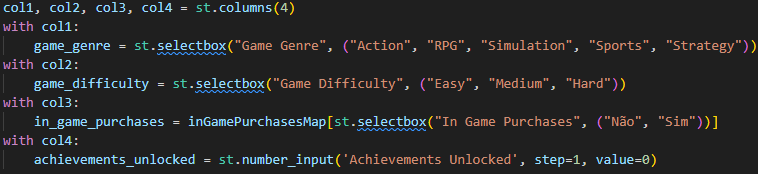 col1, col2, col3, col4 = st.columns(4)
with col1:
    game_genre = st.selectbox("Game Genre", ("Action", "RPG", "Simulation", "Sports", "Strategy"))
with col2:
    game_difficulty = st.selectbox("Game Difficulty", ("Easy", "Medium", "Hard"))
with col3:
    in_game_purchases = inGamePurchasesMap[st.selectbox("In Game Purchases", ("Não", "Sim"))]
with col4:
    achievements_unlocked = st.number_input('Achievements Unlocked', step=1, value=0)